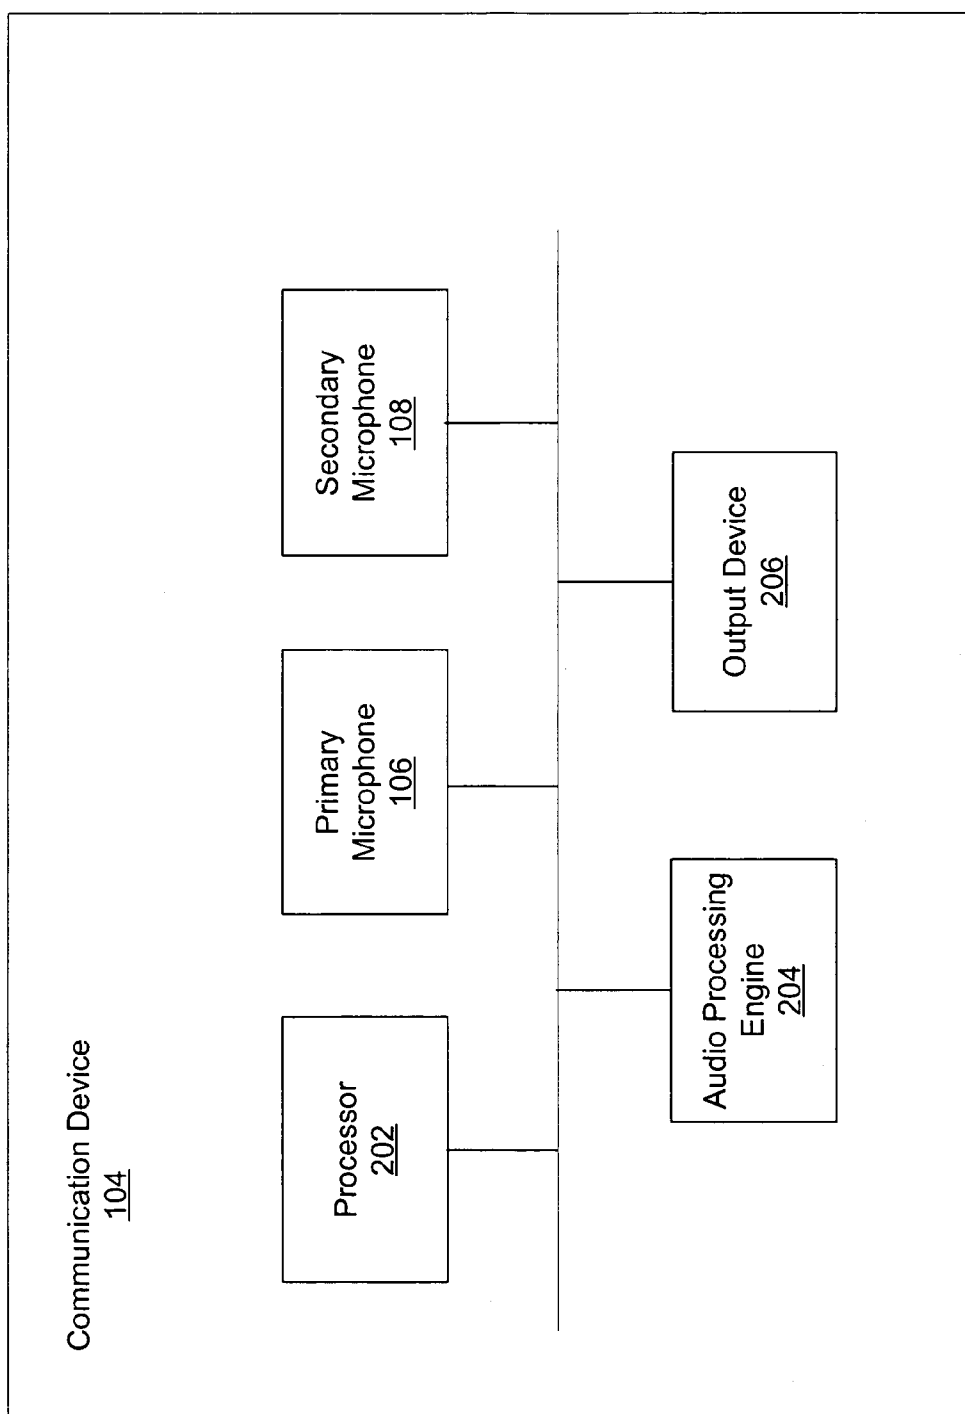 Communication Device
104
Processor
202
Primary
Microphone
106
Secondary
Microphone
108
Audio Processing
Engine
204
Output Device
206